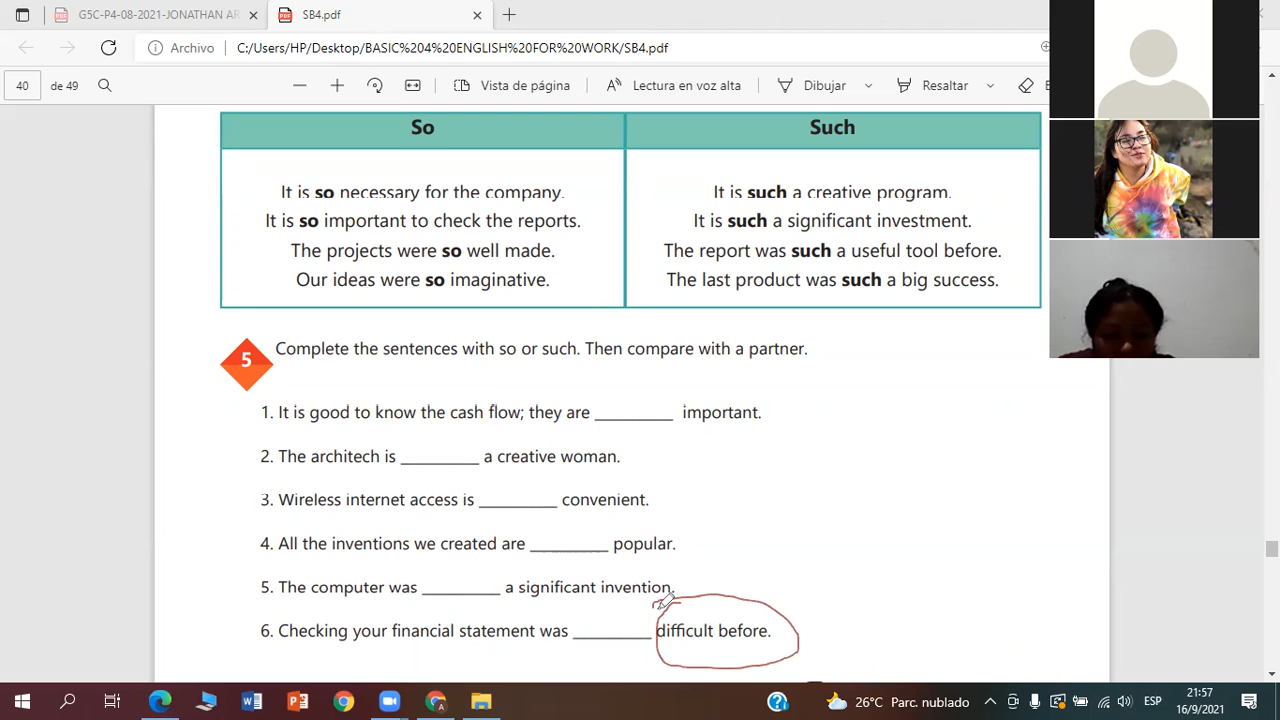 G5C-P4-08-2021-JONATHAN AR
SB4.pdf
Archivo
C:/Users/HP/Desktop/BASIC%204%20ENGLISH%20FOR%20WORK/SB4.pdf
40 de 49
Vista de página
Lectura en voz alta
Dibujar
Resaltar
So
Such
It is so necessary for the company.
It is so important to check the reports.
The projects were so well made.
Our ideas were so imaginative.
It is such a creative program.
It is such a significant investment.
The report was such a useful tool before.
The last product was such a big success.
5 Complete the sentences with so or such. Then compare with a partner.
1. It is good to know the cash flow; they are ________ important.
2. The architech is ________ a creative woman.
3. Wireless internet access is ________ convenient.
4. All the inventions we created are ________ popular.
5. The computer was ________ a significant invention.
6. Checking your financial statement was ________ difficult before.
26°C Parc. nublado
ESP
21:57
16/9/2021